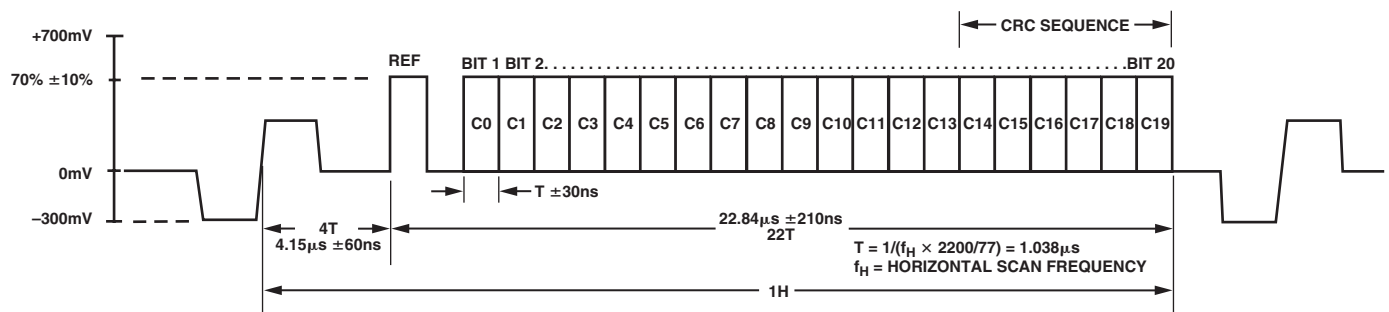 CRC SEQUENCE
+700mV
REF
BIT 1 BIT 2. . . . . . . . . . . . . . . . . . . . . . . . . . . . . . . . . . . . . . . . . . . . . . . . . . . . . . . . . . . .BIT 20
70% ±10%
C0 C1 C2 C3 C4 C5 C6 C7 C8 C9 C10 C11 C12 C13 C14 C15 C16 C17 C18 C19
0mV
T ±30ns
–300mV
4T
4.15µs ±60ns
22.84µs ±210ns
22T
T = 1/(fH × 2200/77) = 1.038µs
fH = HORIZONTAL SCAN FREQUENCY
1H